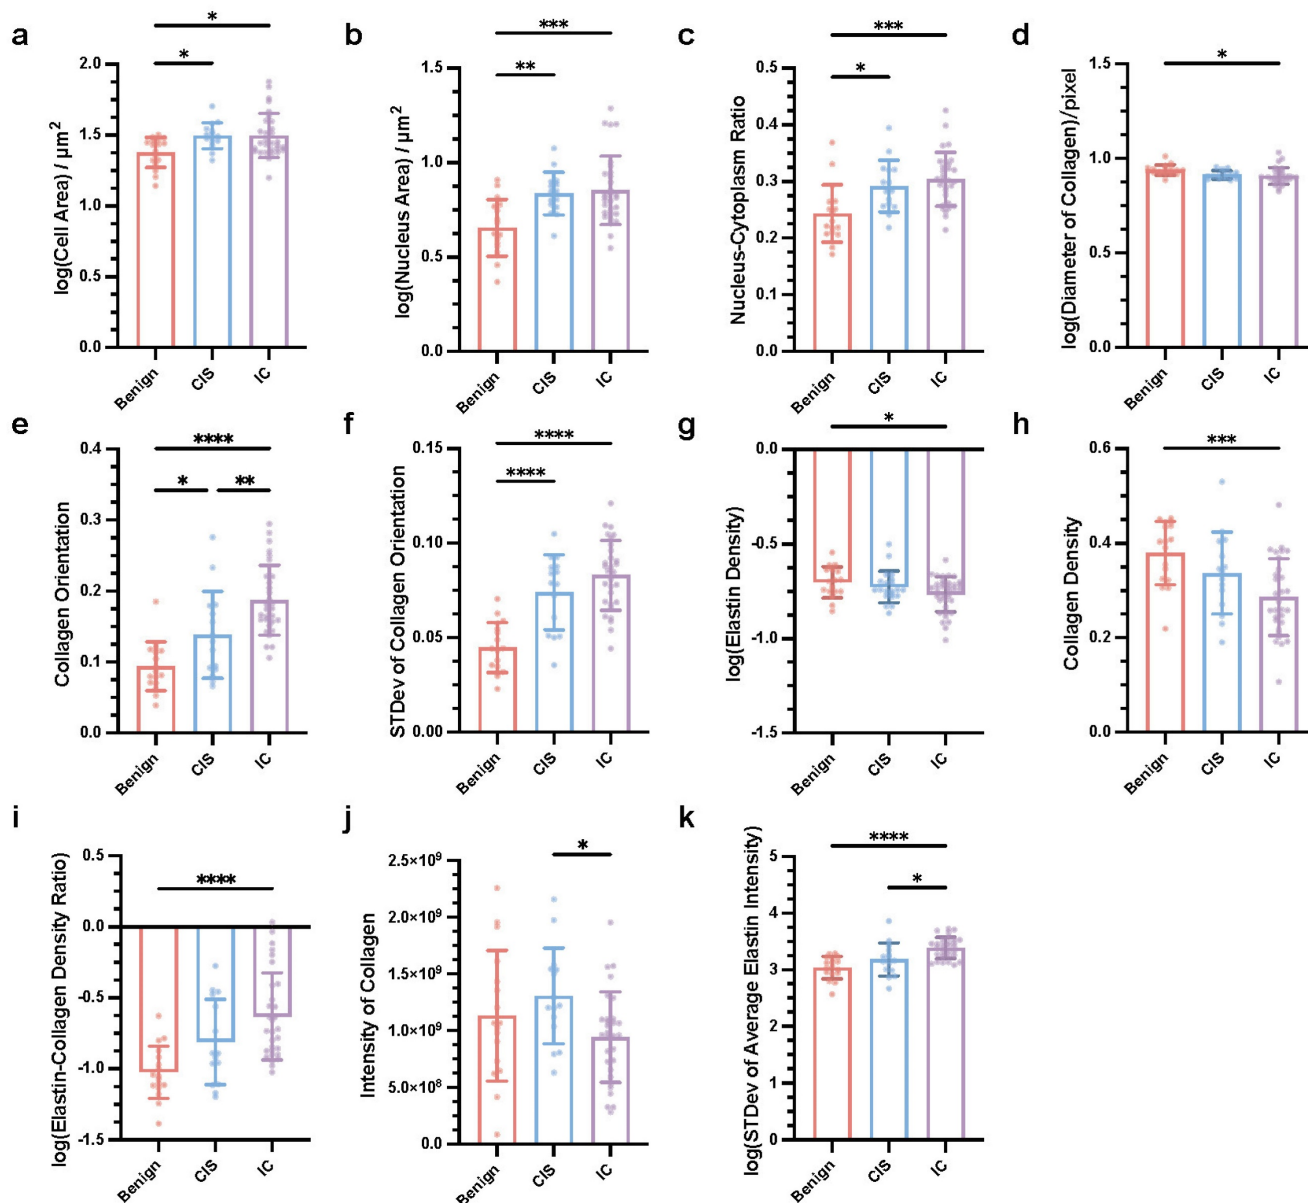 a
*
*
log(Cell Area) / μm²
2.0
1.5
1.0
0.5
0.0
Benign
CIS
IC
b
***
**
log(Nucleus Area) / μm²
1.5
1.0
0.5
0.0
Benign
CIS
IC
c
***
*
Nucleus-Cytoplasm Ratio
0.5
0.4
0.3
0.2
0.1
0.0
Benign
CIS
IC
d
*
log(Diameter of Collagen)/pixel
1.5
1.0
0.5
0.0
Benign
CIS
IC
e
****
*
**
Collagen Orientation
0.4
0.3
0.2
0.1
0.0
Benign
CIS
IC
f
****
****
STDev of Collagen Orientation
0.15
0.10
0.05
0.00
Benign
CIS
IC
g
*
log(Elastin Density)
0.0
-0.5
-1.0
-1.5
Benign
CIS
IC
h
***
Collagen Density
0.6
0.4
0.2
0.0
Benign
CIS
IC
i
****
log(Elastin-Collagen Density Ratio)
0.5
0.0
-0.5
-1.0
-1.5
Benign
CIS
IC
j
*
Intensity of Collagen
2.5×10⁹
2.0×10⁹
1.5×10⁹
1.0×10⁹
5.0×10⁸
0.0
Benign
CIS
IC
k
****
*
log(STDev of Average Elastin Intensity)
5
4
3
2
1
0
Benign
CIS
IC